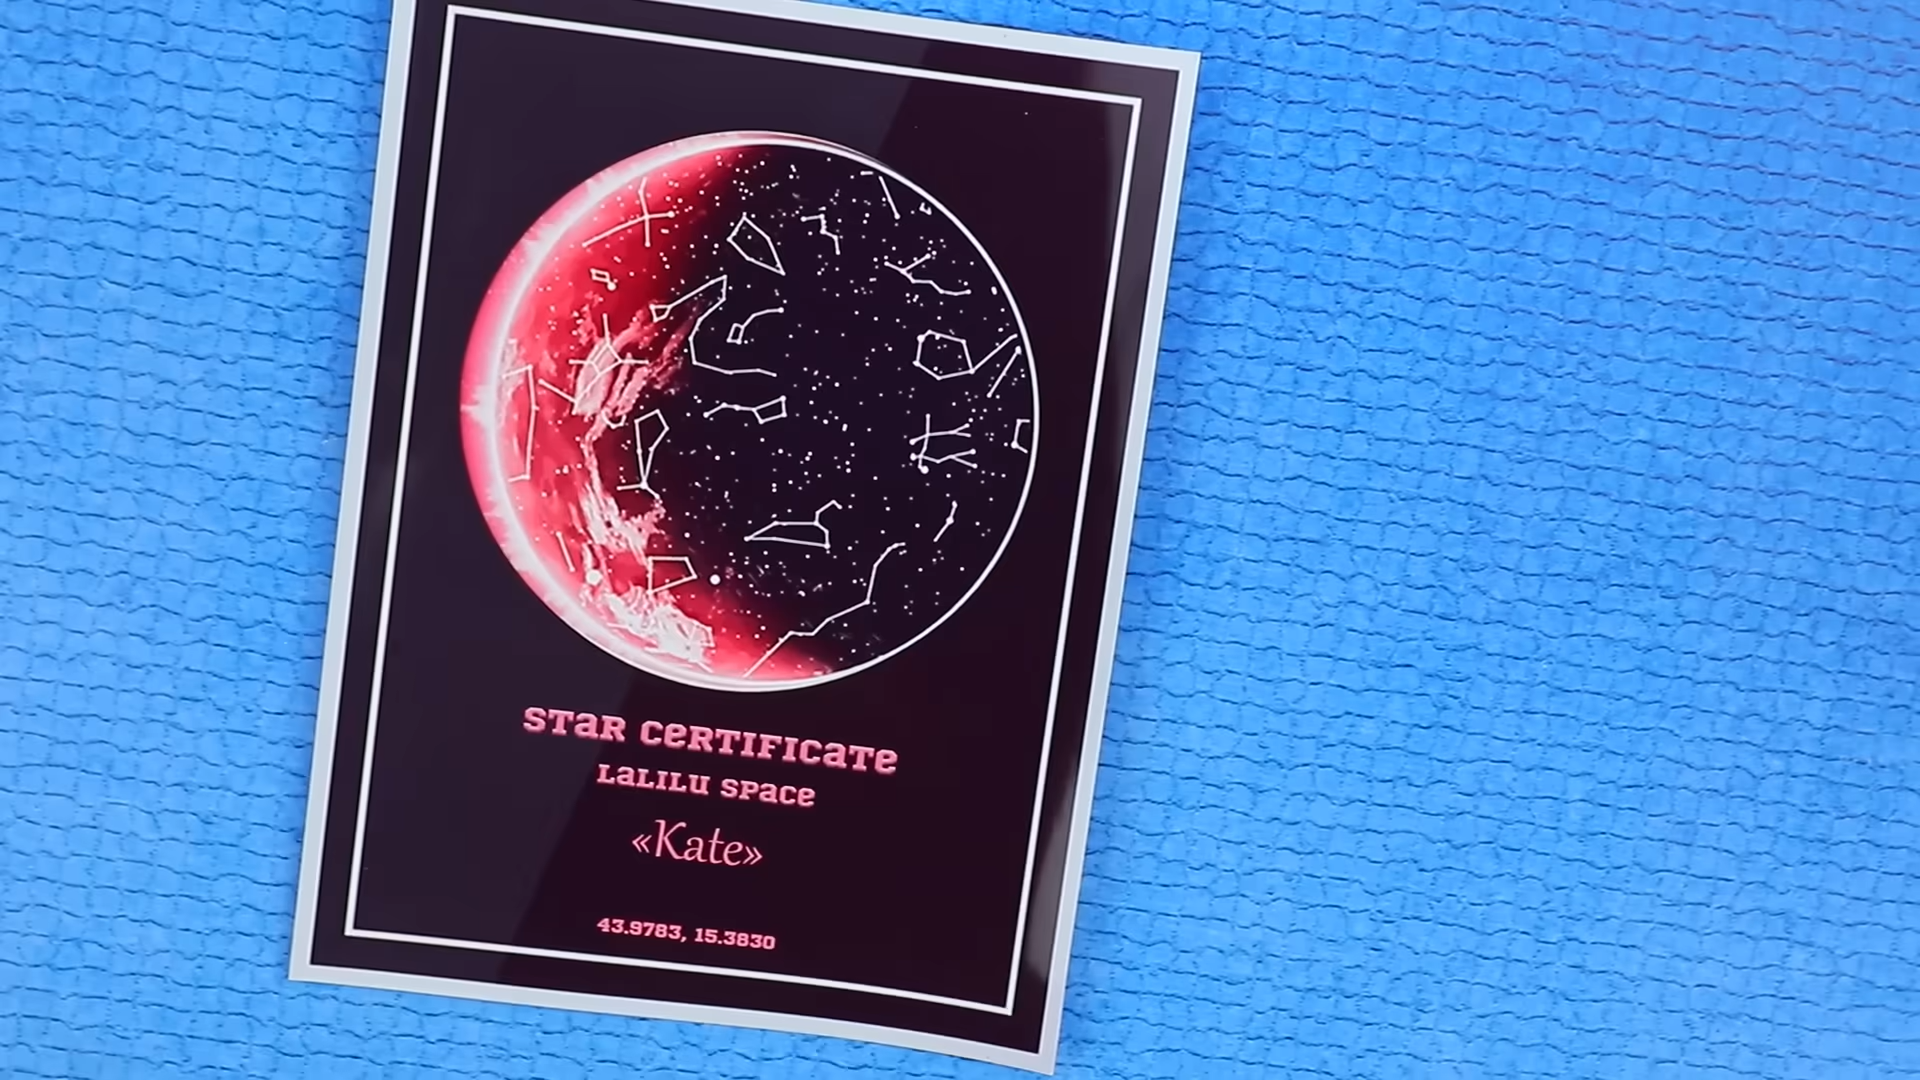 STAR CERTIFICATE
LALILU SPACE
«Kate»
43.9783, 15.3830